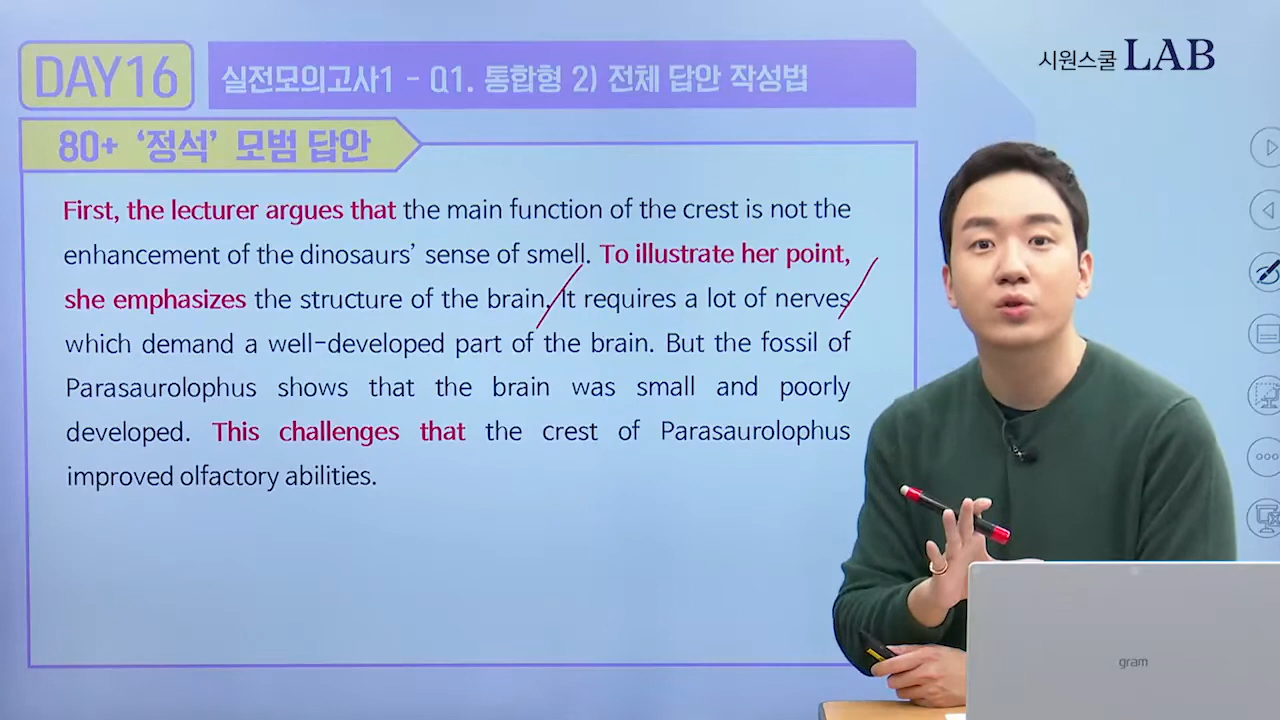 DAY16
실전모의고사1 - Q1. 통합형 2) 전체 답안 작성법
시원스쿨 LAB
80+ ‘정석’ 모범 답안
First, the lecturer argues that the main function of the crest is not the
enhancement of the dinosaurs’ sense of smell. To illustrate her point,
she emphasizes the structure of the brain. It requires a lot of nerves
which demand a well-developed part of the brain. But the fossil of
Parasaurolophus shows that the brain was small and poorly
developed. This challenges that the crest of Parasaurolophus
improved olfactory abilities.
gram